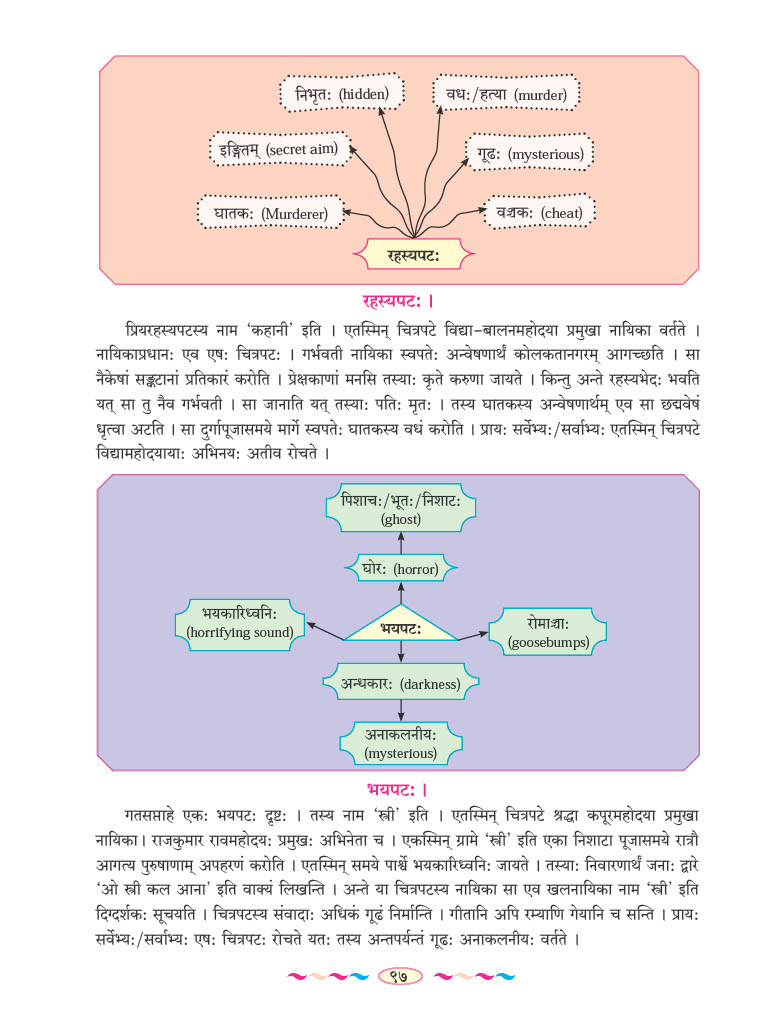 निभृतः (hidden)
वधः/हत्या (murder)
इङ्गितम् (secret aim)
गूढः (mysterious)
घातकः (Murderer)
वञ्चकः (cheat)
रहस्यपटः
रहस्यपटः ।
प्रियरहस्यपटस्य नाम ‘कहानी’ इति । एतस्मिन् चित्रपटे विद्या-बालनमहोदया प्रमुखा नायिका वर्तते ।
नायिकाप्रधानः एव एषः चित्रपटः । गर्भवती नायिका स्वपतेः अन्वेषणार्थं कोलकतानगरम् आगच्छति । सा
नैकेषां सङ्कटानां प्रतिकारं करोति । प्रेक्षकाणां मनसि तस्याः कृते करुणा जायते । किन्तु अन्ते रहस्यभेदः भवति
यत् सा तु नैव गर्भवती । सा जानाति यत् तस्याः पतिः मृतः । तस्य घातकस्य अन्वेषणार्थम् एव सा छद्मवेषं
धृत्वा अटति । सा दुर्गापूजासमये मार्गे स्वपतेः घातकस्य वधं करोति । प्रायः सर्वेभ्यः/सर्वाभ्यः एतस्मिन् चित्रपटे
विद्यामहोदयायाः अभिनयः अतीव रोचते ।
पिशाचः/भूतः/निशाटः
(ghost)
घोरः (horror)
भयकारिध्वनिः
(horrifying sound)
भयपटः
रोमाञ्चाः
(goosebumps)
अन्धकारः (darkness)
अनाकलनीयः
(mysterious)
भयपटः ।
गतसप्ताहे एकः भयपटः दृष्टः । तस्य नाम ‘स्त्री’ इति । एतस्मिन् चित्रपटे श्रद्धा कपूरमहोदया प्रमुखा
नायिका । राजकुमार रावमहोदयः प्रमुखः अभिनेता च । एकस्मिन् ग्रामे ‘स्त्री’ इति एका निशाटा पूजासमये रात्रौ
आगत्य पुरुषाणाम् अपहरणं करोति । एतस्मिन् समये पार्श्वे भयकारिध्वनिः जायते । तस्याः निवारणार्थं जनाः द्वारे
‘ओ स्त्री कल आना’ इति वाक्यं लिखन्ति । अन्ते या चित्रपटस्य नायिका सा एव खलनायिका नाम ‘स्त्री’ इति
दिग्दर्शकः सूचयति । चित्रपटस्य संवादाः अधिकं गूढं निर्मान्ति । गीतानि अपि रम्याणि गेयानि च सन्ति । प्रायः
सर्वेभ्यः/सर्वाभ्यः एषः चित्रपटः रोचते यतः तस्य अन्तपर्यन्तं गूढः अनाकलनीयः वर्तते ।
९७